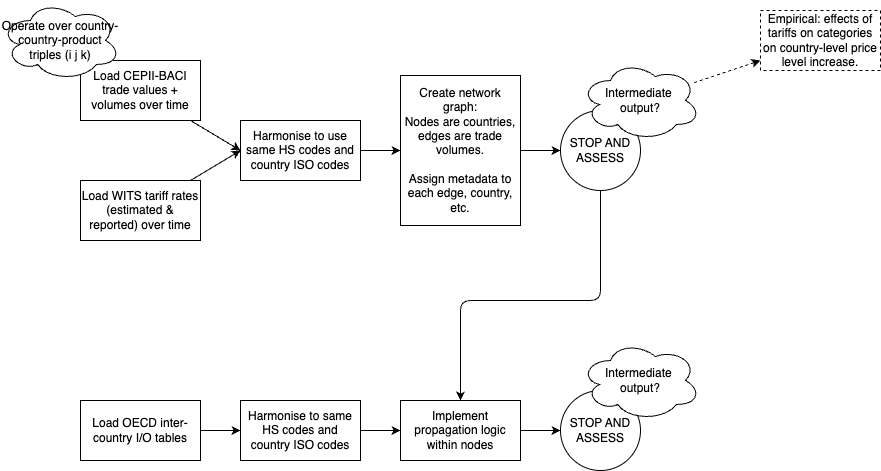 Operate over country-
country-product
triples (i j k)
Load CEPII-BACI
trade values +
volumes over time
Load WITS tariff rates
(estimated &
reported) over time
Harmonise to use
same HS codes and
country ISO codes
Create network
graph:
Nodes are countries,
edges are trade
volumes.
Assign metadata to
each edge, country,
etc.
Intermediate
output?
STOP AND
ASSESS
Empirical: effects of
tariffs on categories
on country-level price
level increase.
Load OECD inter-
country I/O tables
Harmonise to same
HS codes and
country ISO codes
Implement
propagation logic
within nodes
Intermediate
output?
STOP AND
ASSESS